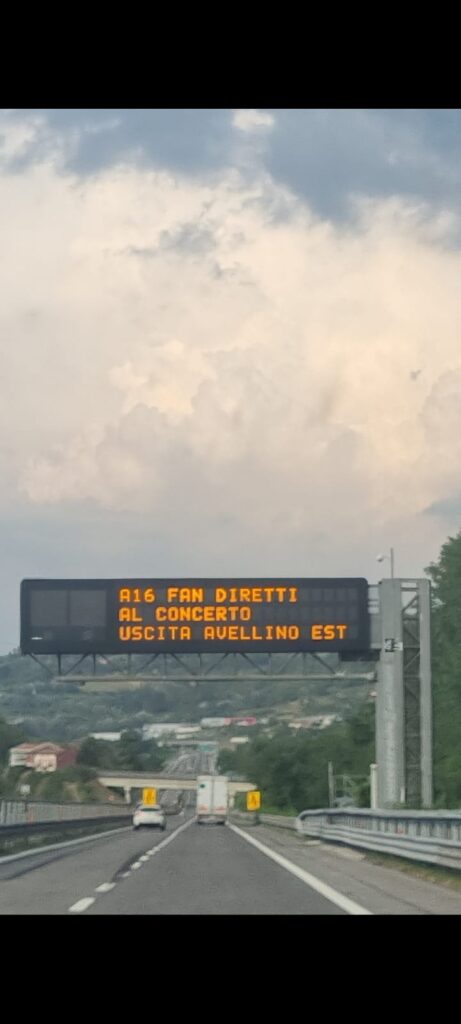 A16 FAN DIRETTI
AL CONCERTO
USCITA AVELLINO EST